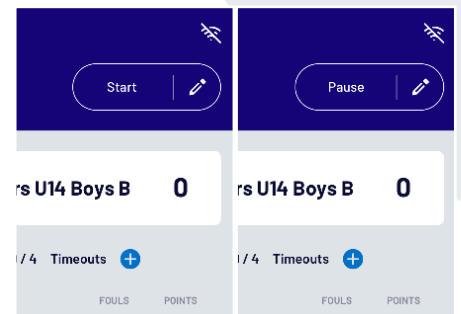 Start
rs U14 Boys B 0
/ 4 Timeouts
FOULS POINTS
Pause
rs U14 Boys B 0
/ 4 Timeouts
FOULS POINTS